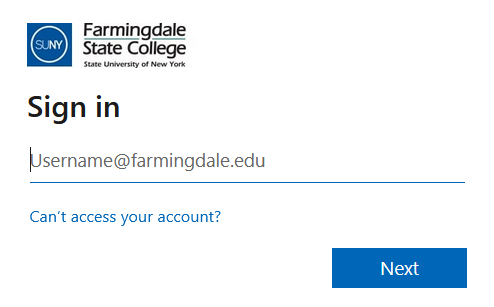 SUNY
Farmingdale
State College
State University of New York
Sign in
Username@farmingdale.edu
Can't access your account?
Next